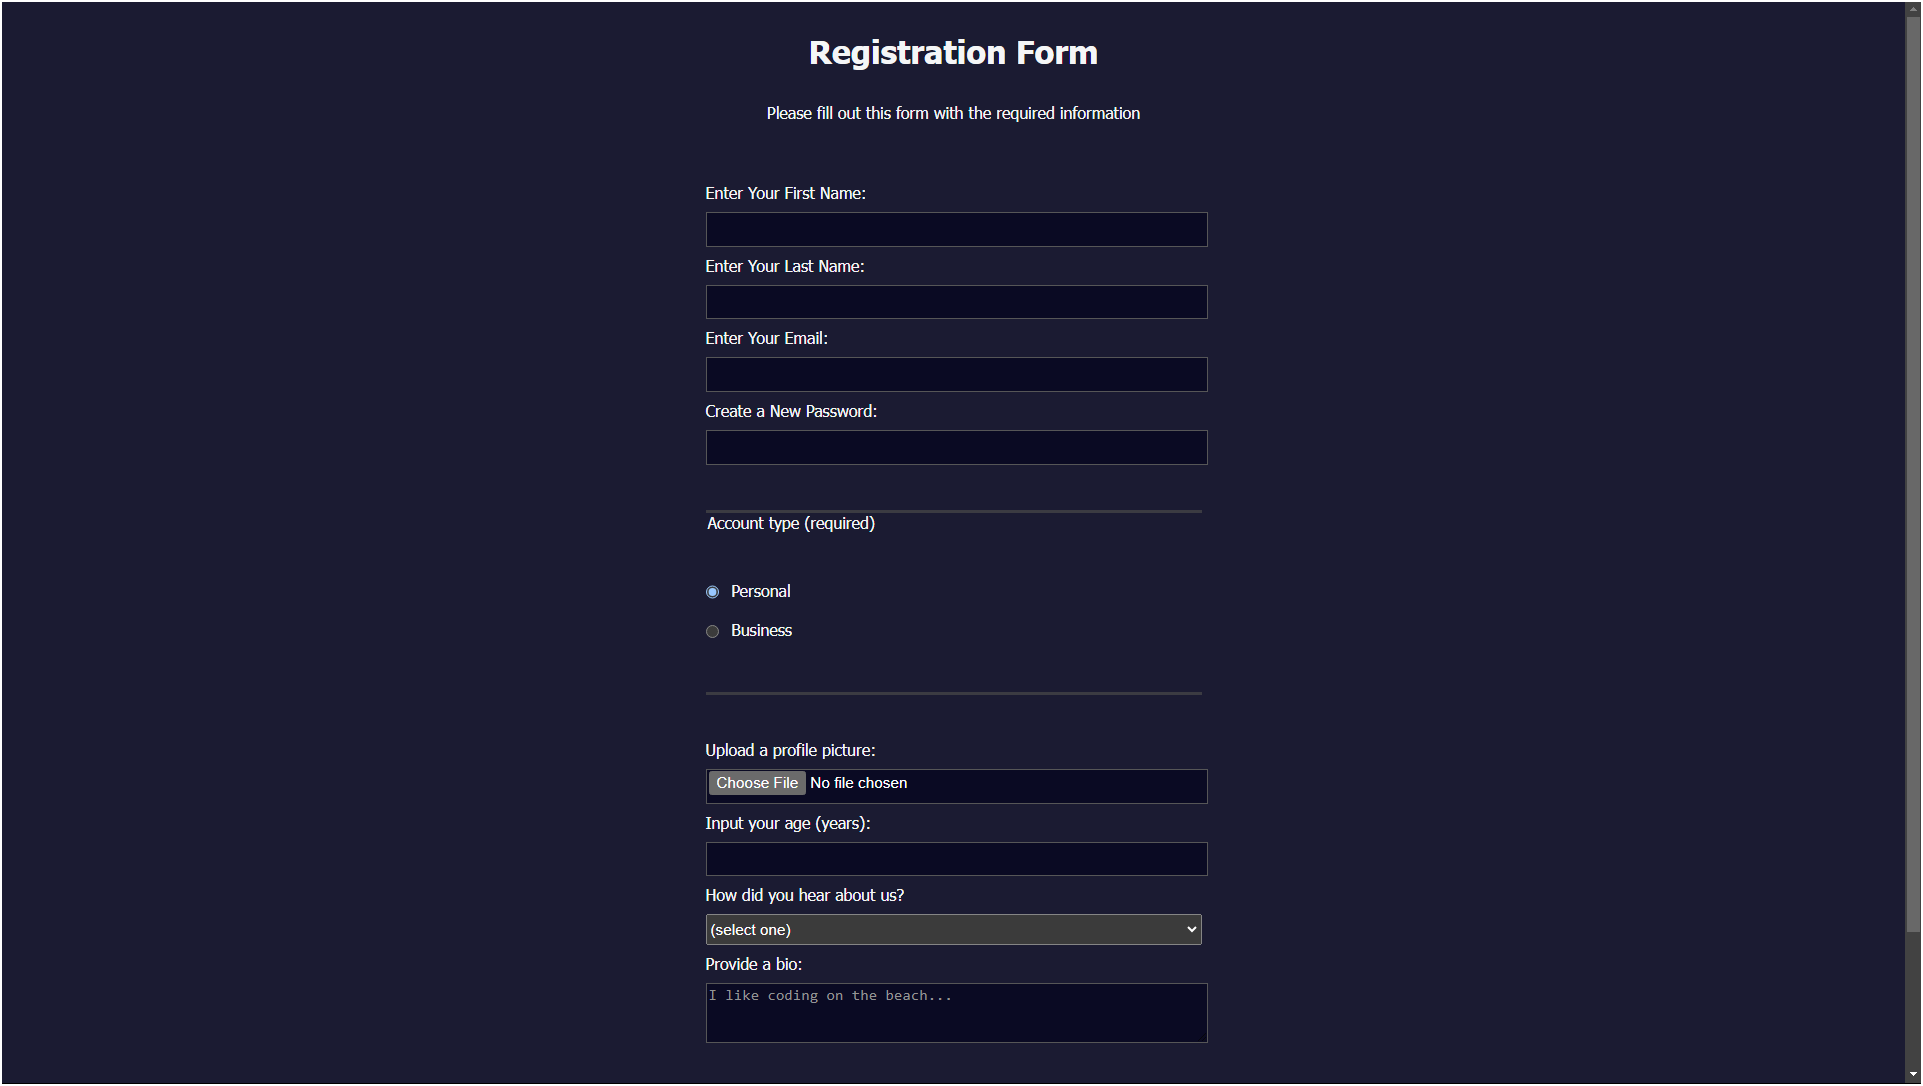 Registration Form
Please fill out this form with the required information
Enter Your First Name:
Enter Your Last Name:
Enter Your Email:
Create a New Password:
Account type (required)
Personal
Business
Upload a profile picture:
Choose File No file chosen
Input your age (years):
How did you hear about us?
(select one)
Provide a bio:
I like coding on the beach...